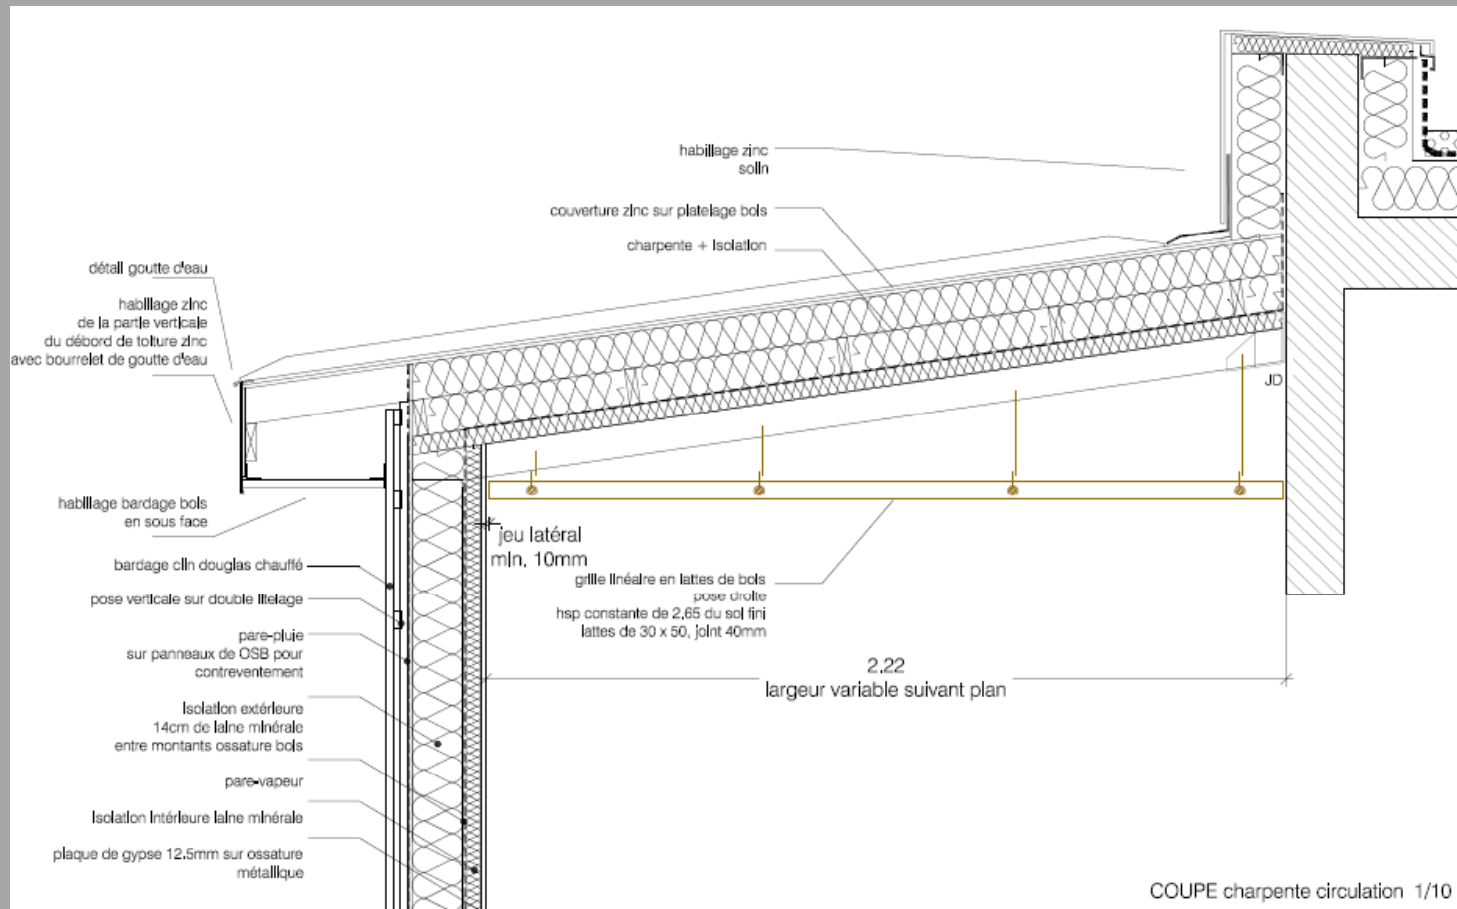 habillage zinc
solin
couverture zinc sur platelage bois
charpente + isolation
détail goutte d'eau
habillage zinc
de la partie verticale
du débord de toiture zinc
avec bourrelet de goutte d'eau
JD
habillage bardage bois
en sous face
jeu latéral
min. 10mm
bardage clin douglas chauffé
pose verticale sur double litelage
grille linéaire en lattes de bois
pose droite
hsp constante de 2,65 du sol fini
lattes de 30 x 50, joint 40mm
pare-pluie
sur panneaux de OSB pour
contreventement
2.22
largeur variable suivant plan
Isolation extérieure
14cm de laine minérale
entre montants ossature bois
pare-vapeur
Isolation intérieure laine minérale
plaque de gypse 12.5mm sur ossature
métallique
COUPE charpente circulation 1/10